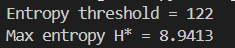 Entropy threshold = 122
Max entropy H* = 8.9413